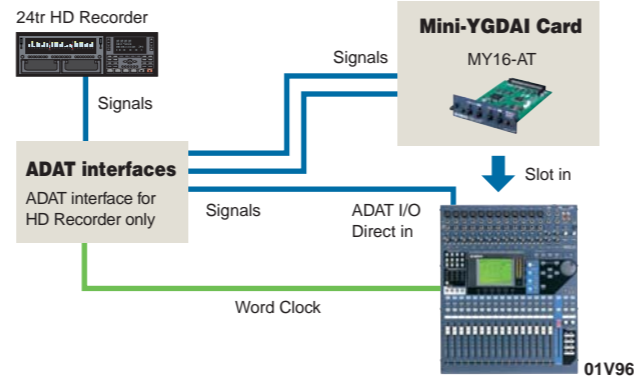 24tr HD Recorder
Mini-YGDAI Card
MY16-AT
Signals
Signals
ADAT interfaces
ADAT interface for
HD Recorder only
Slot in
Signals
ADAT I/O
Direct in
Word Clock
01V96